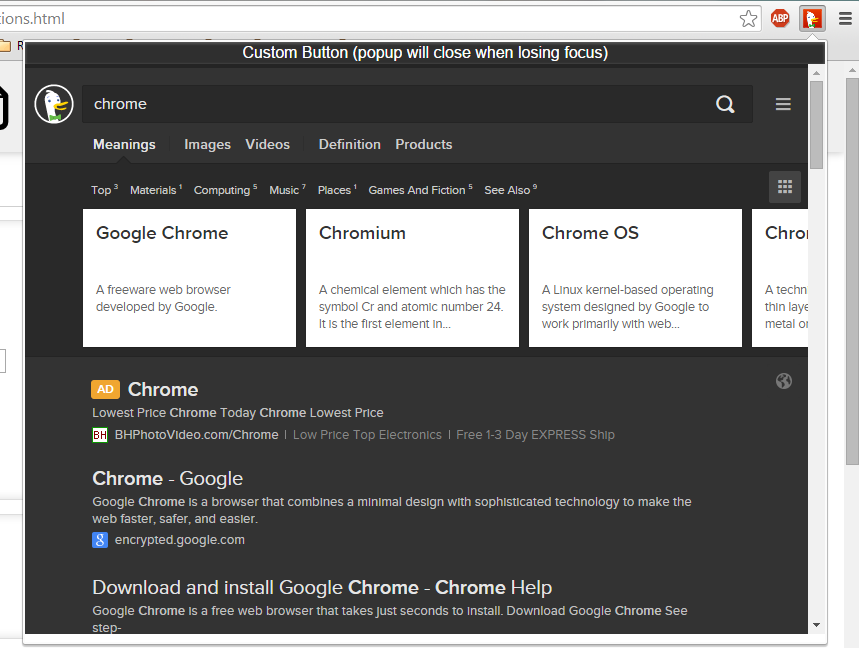 ions.html
ABP
R
Custom Button (popup will close when losing focus)
chrome
Meanings Images Videos Definition Products
Top 3 Materials 1 Computing 5 Music 7 Places 1 Games And Fiction 5 See Also 9
Google Chrome
A freeware web browser
developed by Google.
Chromium
A chemical element which has the
symbol Cr and atomic number 24.
It is the first element in...
Chrome OS
A Linux kernel-based operating
system designed by Google to
work primarily with web...
Chro
A techn
thin laye
metal o
AD Chrome
Lowest Price Chrome Today Chrome Lowest Price
BH BHPhotoVideo.com/Chrome | Low Price Top Electronics | Free 1-3 Day EXPRESS Ship
Chrome - Google
Google Chrome is a browser that combines a minimal design with sophisticated technology to make the
web faster, safer, and easier.
g encrypted.google.com
Download and install Google Chrome - Chrome Help
Google Chrome is a free web browser that takes just seconds to install. Download Google Chrome See
step-